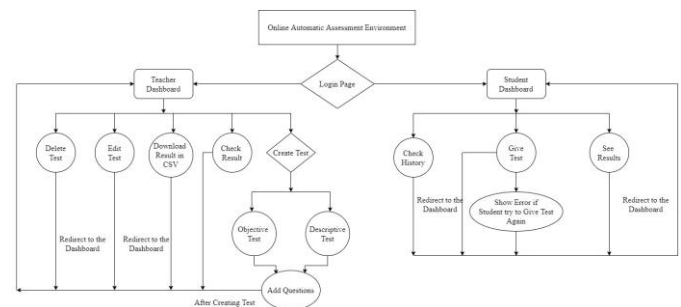 Online Automatic Assessment Environment
Login Page
Teacher
Dashboard
Student
Dashboard
Delete
Test
Edit
Test
Download
Result in
CSV
Check
Result
Create Test
Check
History
Give
Test
See
Results
Redirect to the
Dashboard
Redirect to the
Dashboard
Objective
Test
Descriptive
Test
Redirect to the
Dashboard
Show Error if
Student try to Give Test
Again
Redirect to the
Dashboard
Add Questions
After Creating Test